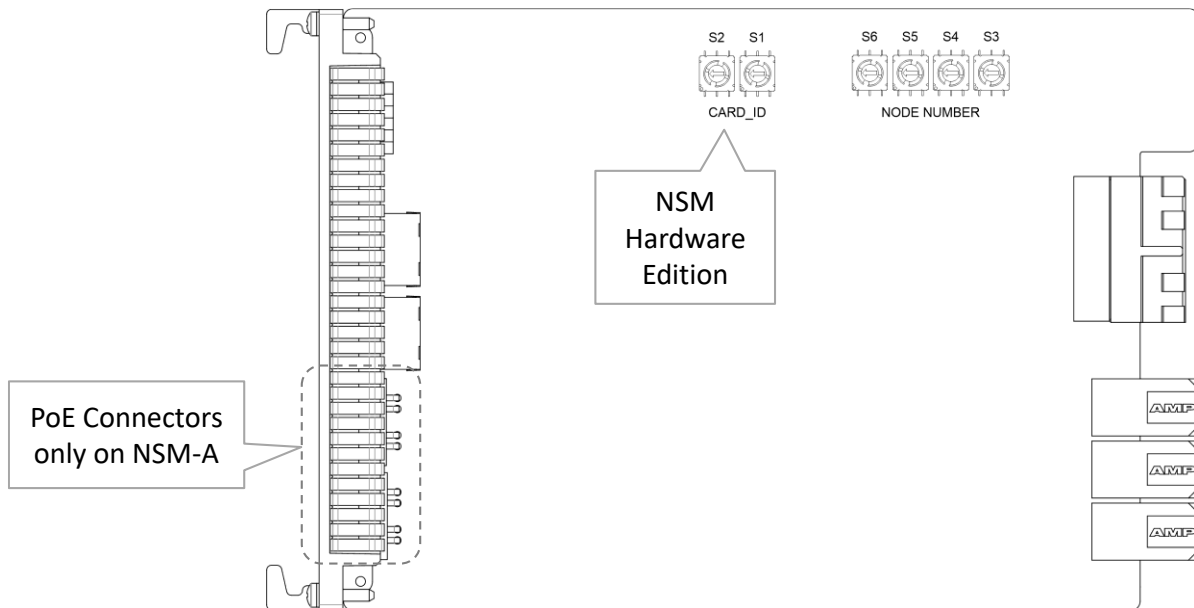 S2 S1 S6 S5 S4 S3
CARD_ID NODE NUMBER
NSM
Hardware
Edition
PoE Connectors
only on NSM-A
AMP
AMP
AMP